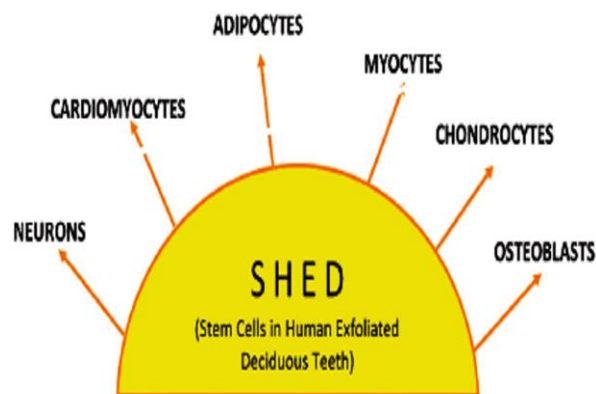 ADIPOCYTES
MYOCYTES
CARDIOMYOCYTES
CHONDROCYTES
NEURONS
OSTEOBLASTS
SHED
(Stem Cells in Human Exfoliated
Deciduous Teeth)